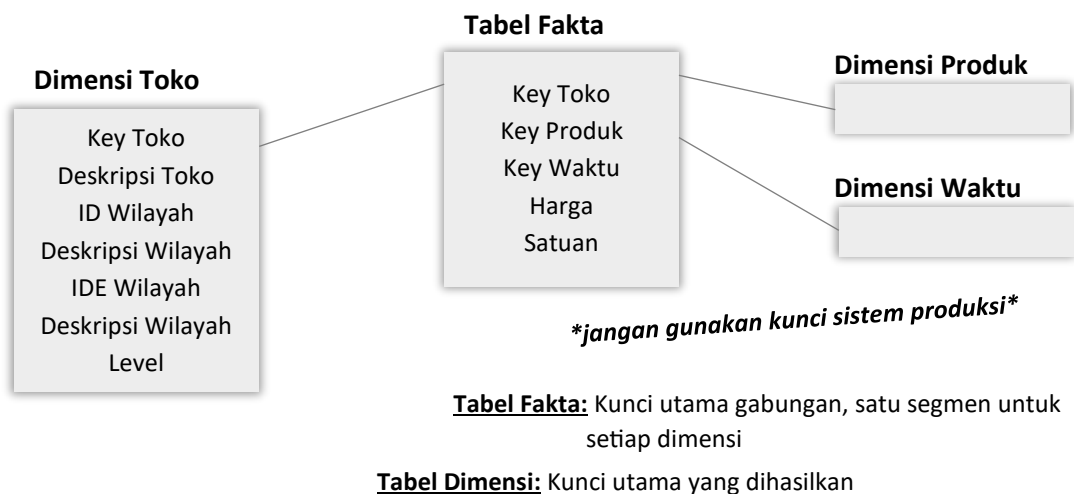 Tabel Fakta
Dimensi Toko
Dimensi Produk
Key Toko
Deskripsi Toko
ID Wilayah
Deskripsi Wilayah
IDE Wilayah
Deskripsi Wilayah
Level
Key Toko
Key Produk
Key Waktu
Harga
Satuan
Dimensi Waktu
*jangan gunakan kunci sistem produksi*
Tabel Fakta: Kunci utama gabungan, satu segmen untuk
setiap dimensi
Tabel Dimensi: Kunci utama yang dihasilkan